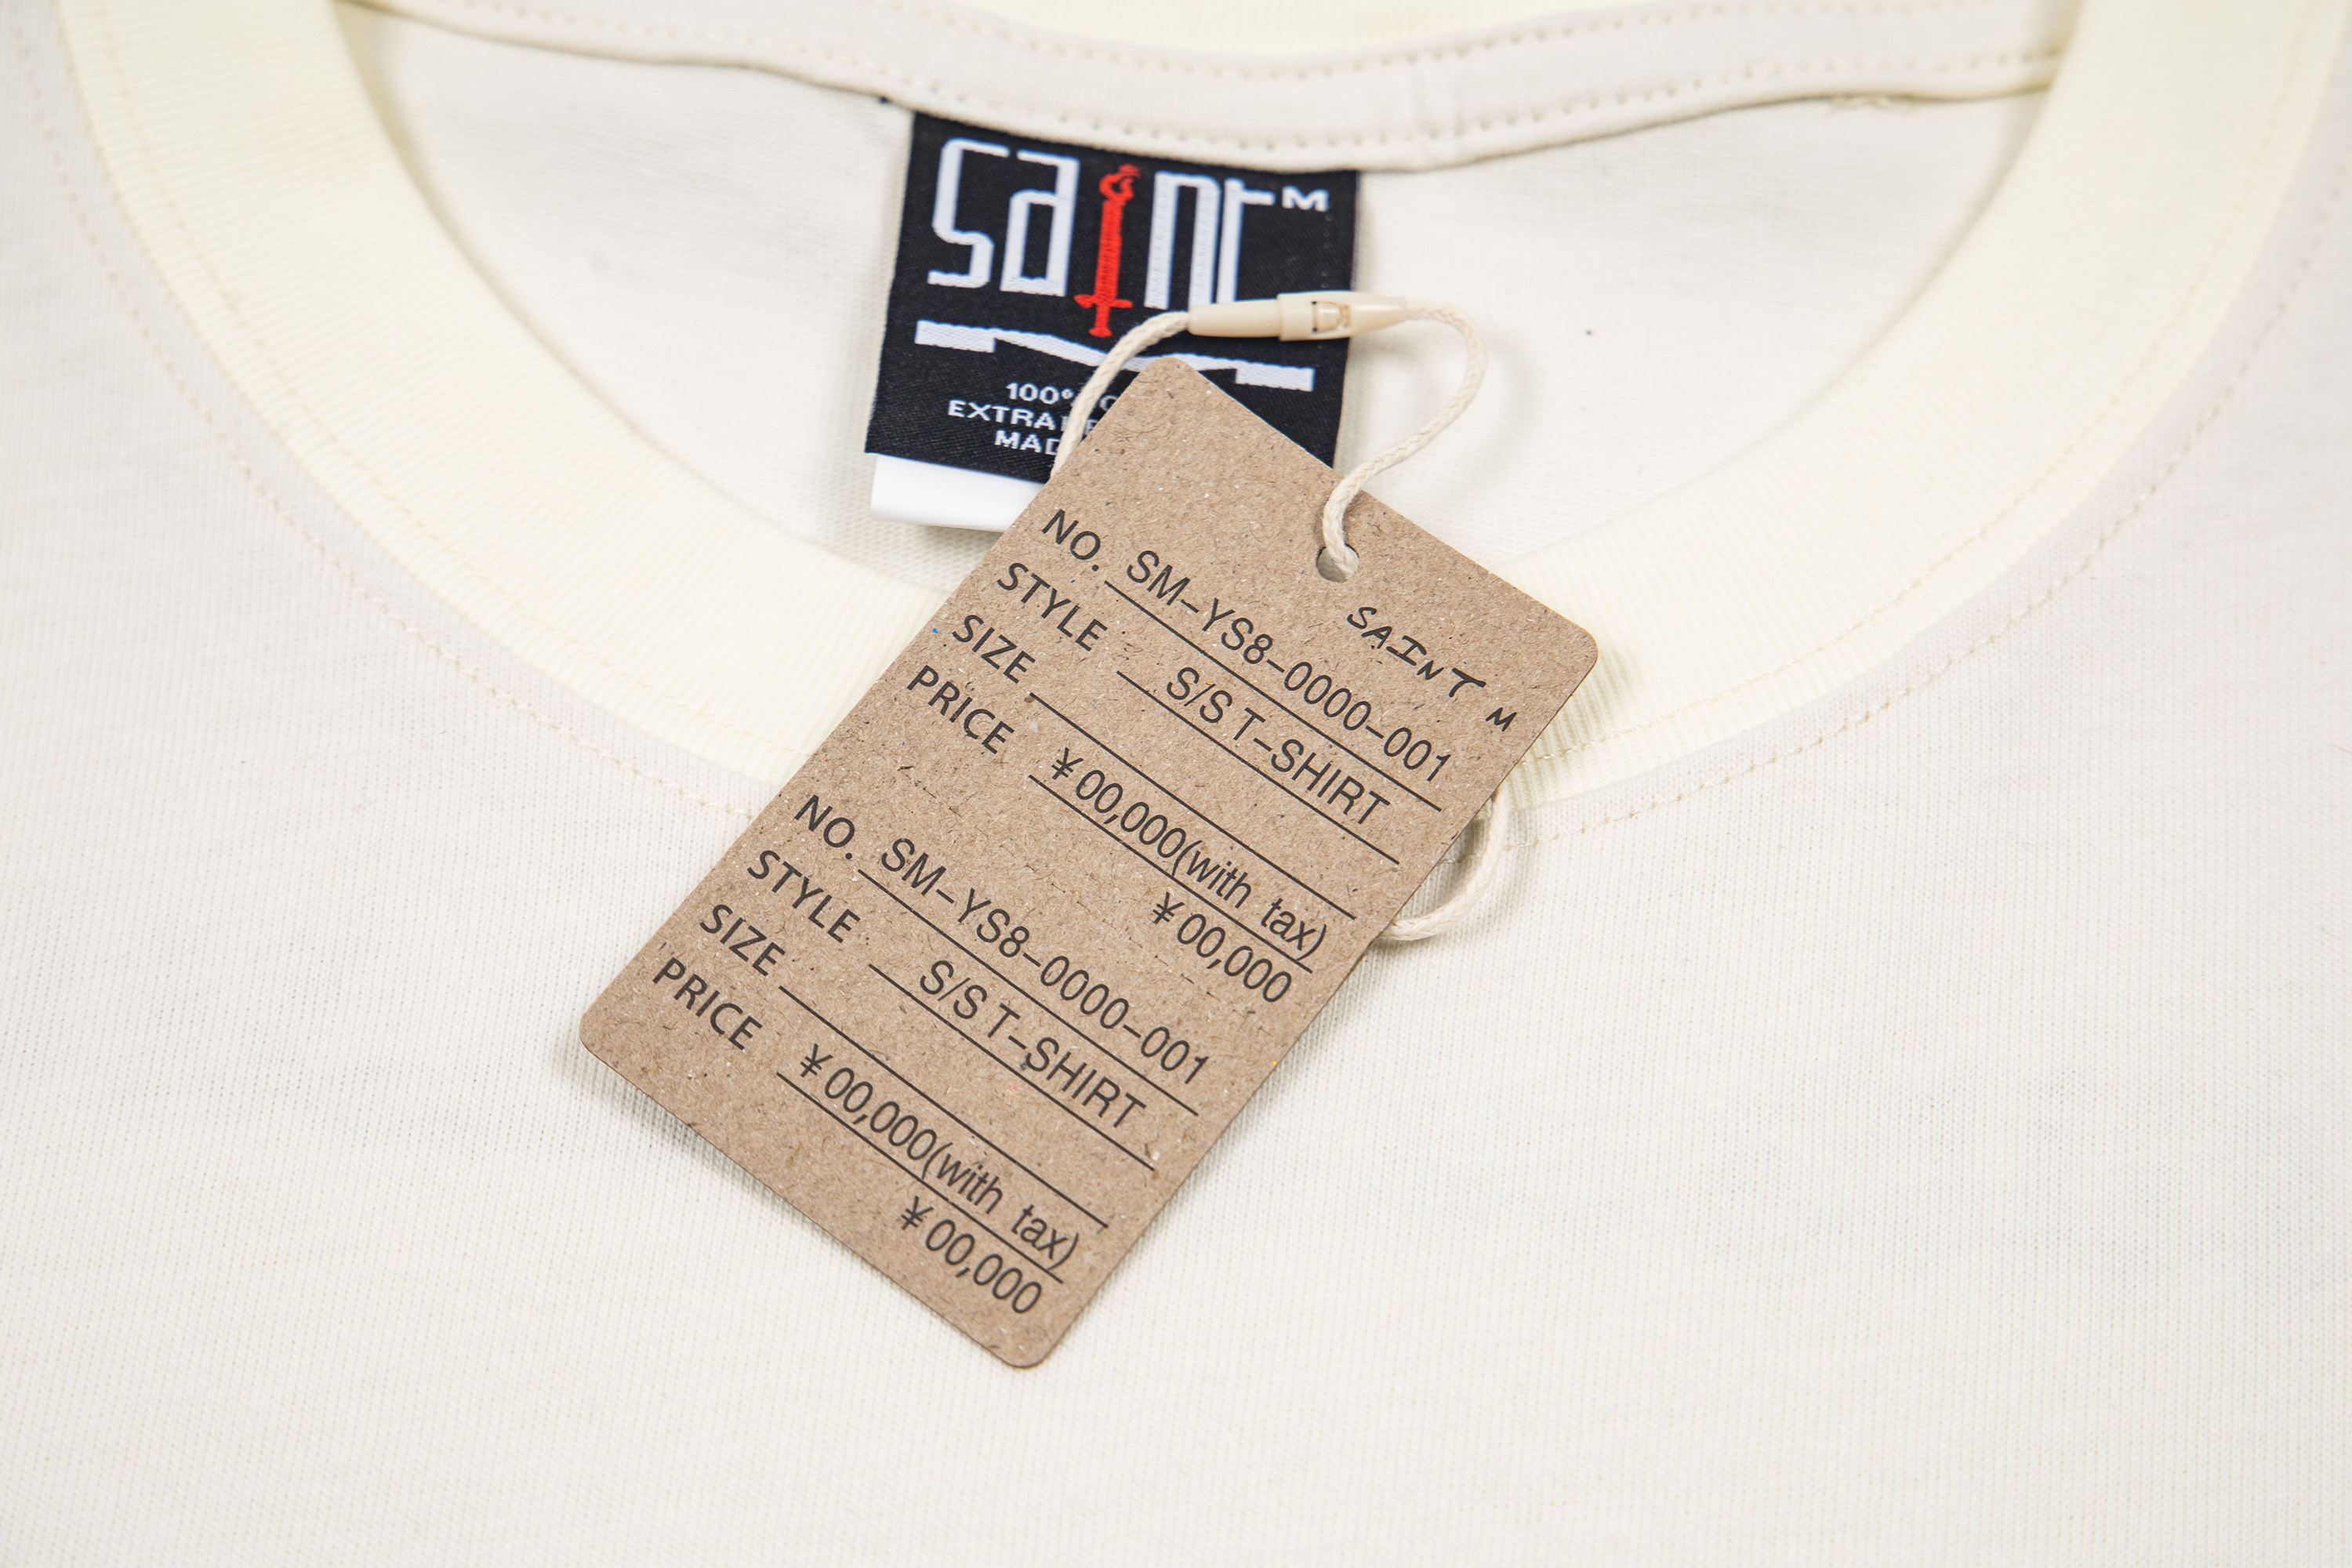 saint M
100%
EXTRA
MAD
SAINT M
NO. SM-YS8-0000-001
STYLE S/S T-SHIRT
SIZE
PRICE ¥00,000(with tax)
¥00,000
NO. SM-YS8-0000-001
STYLE S/S T-SHIRT
SIZE
PRICE ¥00,000(with tax)
¥00,000